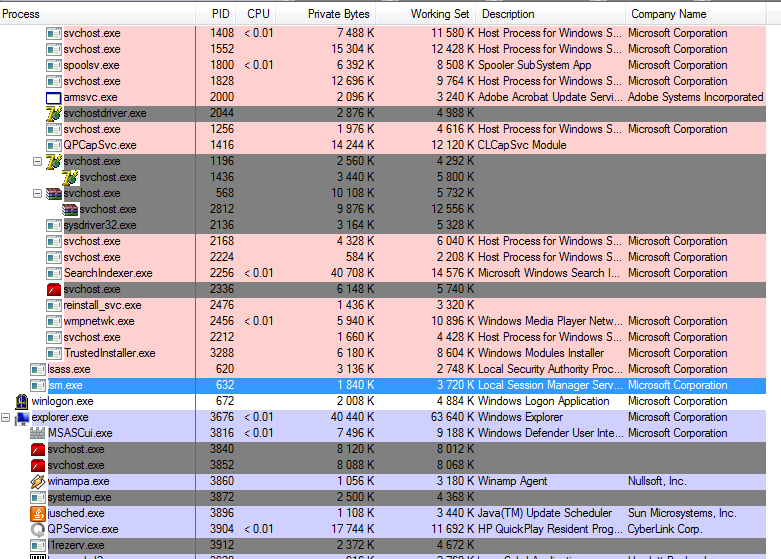 Process PID CPU Private Bytes Working Set Description Company Name
svchost.exe 1408 < 0.01 7 488 K 11 580 K Host Process for Windows S... Microsoft Corporation
svchost.exe 1552 15 304 K 12 428 K Host Process for Windows S... Microsoft Corporation
spoolsv.exe 1800 < 0.01 6 392 K 8 508 K Spooler SubSystem App Microsoft Corporation
svchost.exe 1828 12 696 K 9 764 K Host Process for Windows S... Microsoft Corporation
armsvc.exe 2000 2 096 K 3 240 K Adobe Acrobat Update Servi... Adobe Systems Incorporated
svchostdriver.exe 2044 2 876 K 4 988 K
svchost.exe 1256 1 976 K 4 616 K Host Process for Windows S... Microsoft Corporation
QPCapSvc.exe 1416 14 244 K 12 120 K CLCapSvc Module
svchost.exe 1196 2 560 K 4 292 K
svchost.exe 1436 3 440 K 5 800 K
svchost.exe 568 10 108 K 5 732 K
svchost.exe 2812 9 876 K 12 556 K
sysdriver32.exe 2136 3 164 K 5 328 K
svchost.exe 2168 4 328 K 6 040 K Host Process for Windows S... Microsoft Corporation
svchost.exe 2224 584 K 2 208 K Host Process for Windows S... Microsoft Corporation
SearchIndexer.exe 2256 < 0.01 40 708 K 14 576 K Microsoft Windows Search I... Microsoft Corporation
svchost.exe 2336 6 148 K 5 740 K
reinstall_svc.exe 2476 1 436 K 3 320 K
wmpnetwk.exe 2456 < 0.01 5 940 K 10 896 K Windows Media Player Netw... Microsoft Corporation
svchost.exe 2212 1 660 K 4 428 K Host Process for Windows S... Microsoft Corporation
TrustedInstaller.exe 3288 6 180 K 8 604 K Windows Modules Installer Microsoft Corporation
lsass.exe 620 3 136 K 2 748 K Local Security Authority Proc... Microsoft Corporation
lsm.exe 632 1 840 K 3 720 K Local Session Manager Serv... Microsoft Corporation
winlogon.exe 672 2 008 K 4 884 K Windows Logon Application Microsoft Corporation
explorer.exe 3676 < 0.01 40 440 K 63 640 K Windows Explorer Microsoft Corporation
MSASCui.exe 3816 < 0.01 7 496 K 9 188 K Windows Defender User Inte... Microsoft Corporation
svchost.exe 3840 8 120 K 8 012 K
svchost.exe 3852 8 088 K 8 068 K
winampa.exe 3860 1 056 K 3 180 K Winamp Agent Nullsoft, Inc.
systemup.exe 3872 2 500 K 4 368 K
jusched.exe 3896 1 108 K 3 440 K Java(TM) Update Scheduler Sun Microsystems, Inc.
QPService.exe 3904 < 0.01 17 744 K 11 692 K HP QuickPlay Resident Prog... CyberLink Corp.
l1rezerv.exe 3912 2 372 K 4 672 K